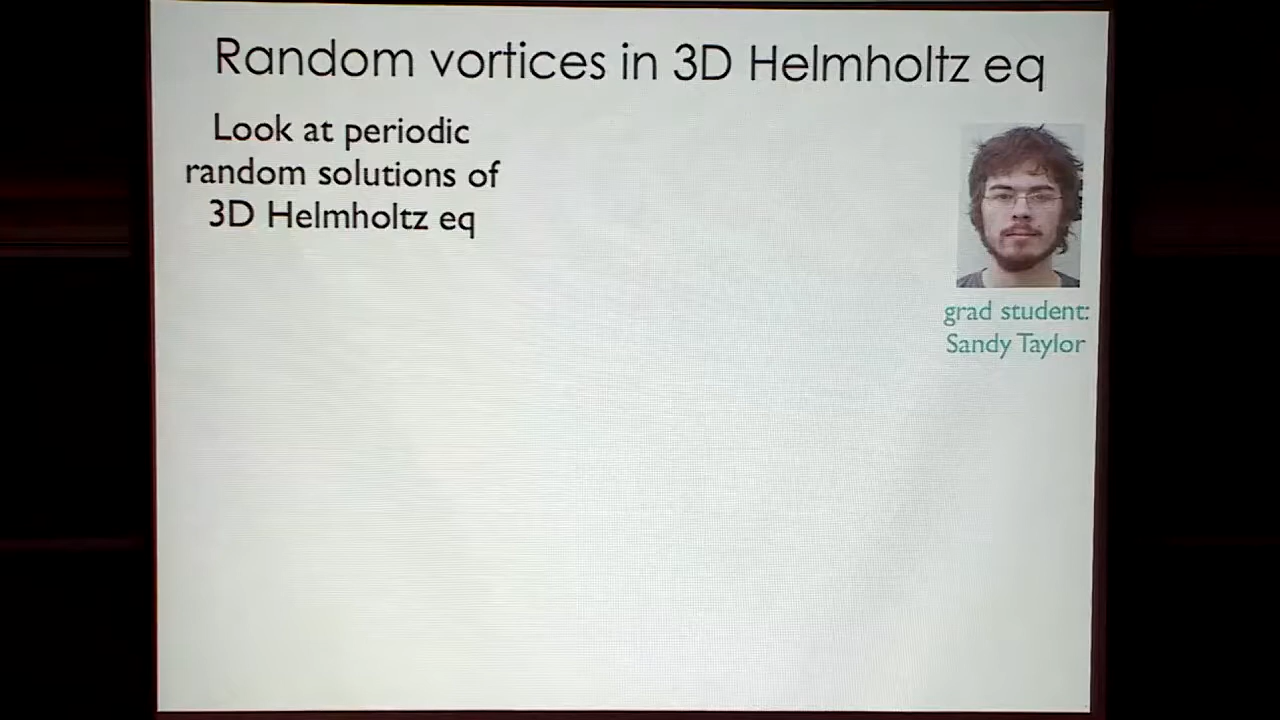 Random vortices in 3D Helmholtz eq
Look at periodic
random solutions of
3D Helmholtz eq
grad student:
Sandy Taylor